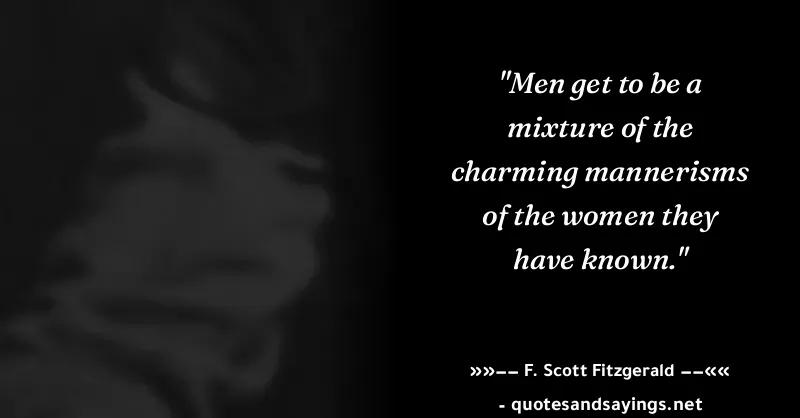 "Men get to be a
mixture of the
charming mannerisms
of the women they
have known."
»»−− F. Scott Fitzgerald −−««
- quotesandsayings.net